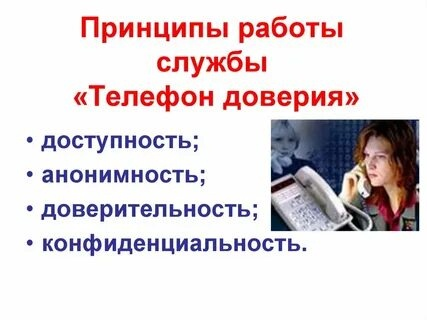 Принципы работы
службы
«Телефон доверия»
• доступность;
• анонимность;
• доверительность;
• конфиденциальность.